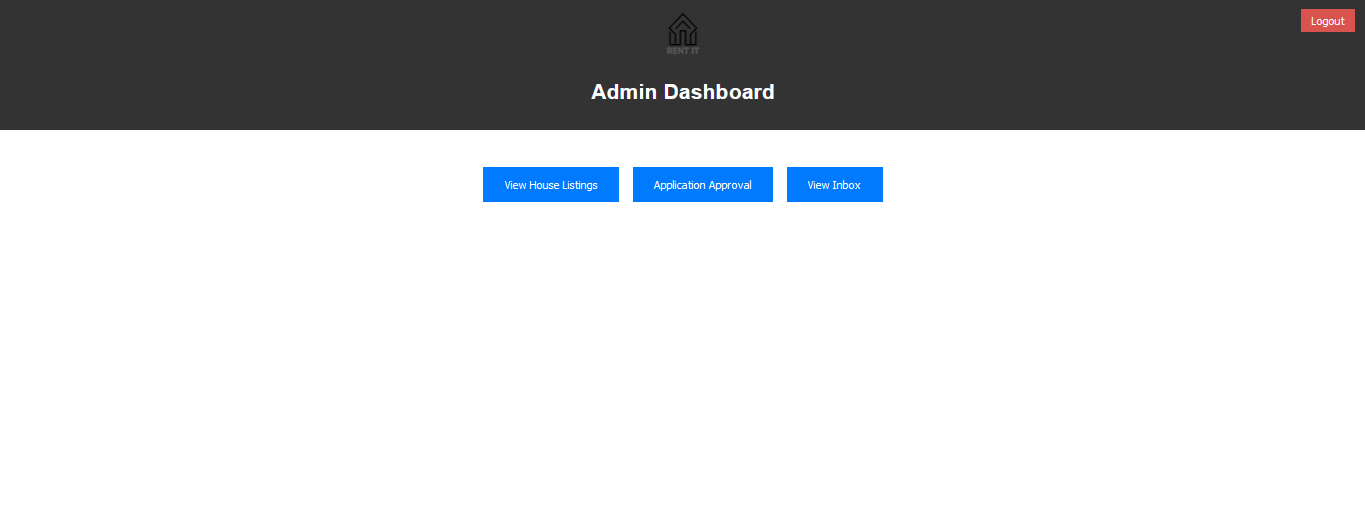 Logout
RENT IT
Admin Dashboard
View House Listings
Application Approval
View Inbox